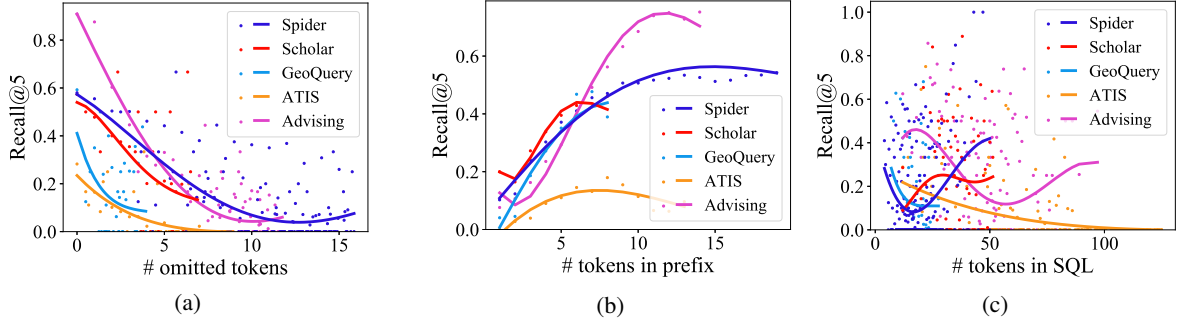 Recall@5
0.8
0.6
0.4
0.2
0.0
0
5
10
15
# omitted tokens
Spider
Scholar
GeoQuery
ATIS
Advising
(a)
Recall@5
0.6
0.4
0.2
0.0
5
10
15
# tokens in prefix
Spider
Scholar
GeoQuery
ATIS
Advising
(b)
Recall@5
1.0
0.8
0.6
0.4
0.2
0.0
0
50
100
# tokens in SQL
Spider
Scholar
GeoQuery
ATIS
Advising
(c)